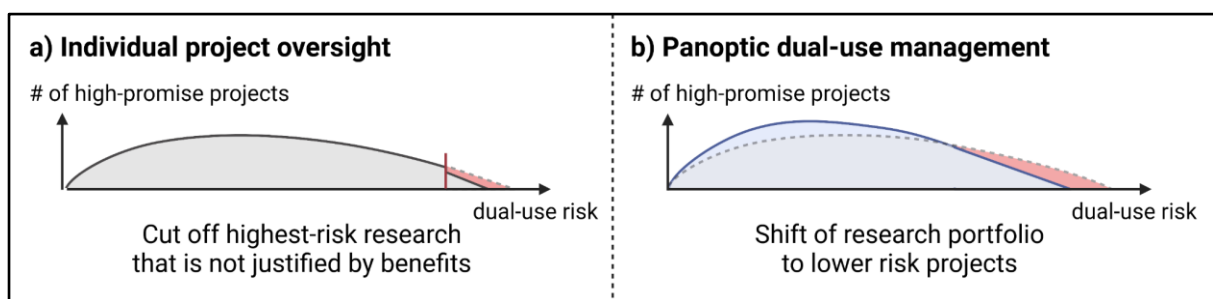 a) Individual project oversight
# of high-promise projects
dual-use risk
Cut off highest-risk research
that is not justified by benefits
b) Panoptic dual-use management
# of high-promise projects
dual-use risk
Shift of research portfolio
to lower risk projects